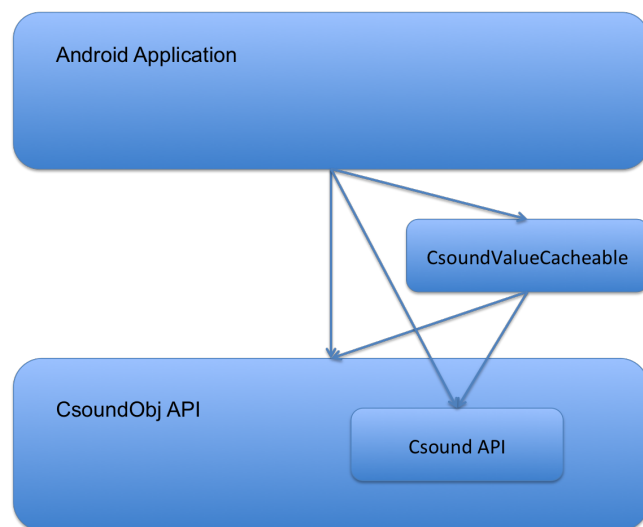 Android Application
CsoundValueCacheable
CsoundObj API
Csound API